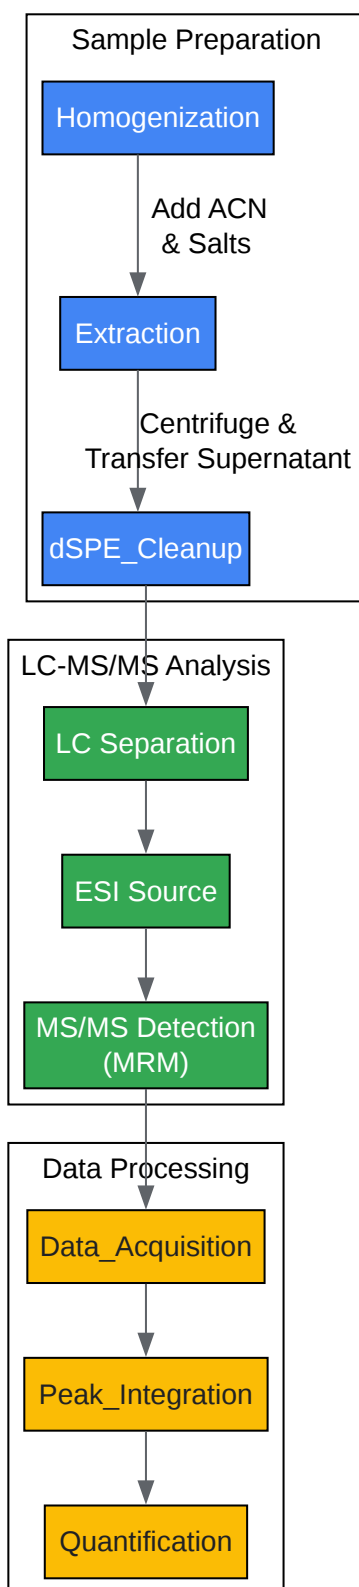 Sample Preparation
Homogenization
Add ACN
& Salts
Extraction
Centrifuge &
Transfer Supernatant
dSPE_Cleanup
LC-MS/MS Analysis
LC Separation
ESI Source
MS/MS Detection
(MRM)
Data Processing
Data_Acquisition
Peak_Integration
Quantification